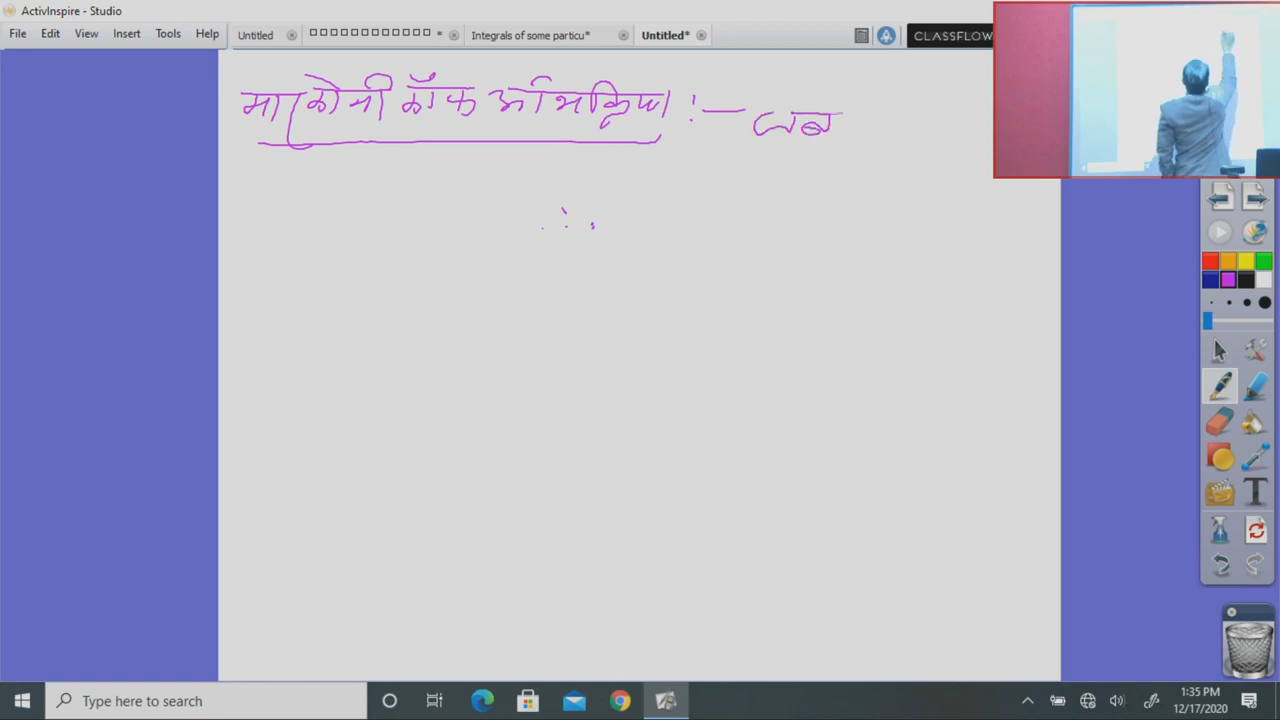 ActivInspire - Studio
File Edit View Insert Tools Help Untitled □□□□□□□□□□□□ * Integrals of some particu* Untitled* CLASSFLOW
मार्कोनी कॉफ अभिक्रिया :- जब
∴
T
Type here to search
1:35 PM
12/17/2020